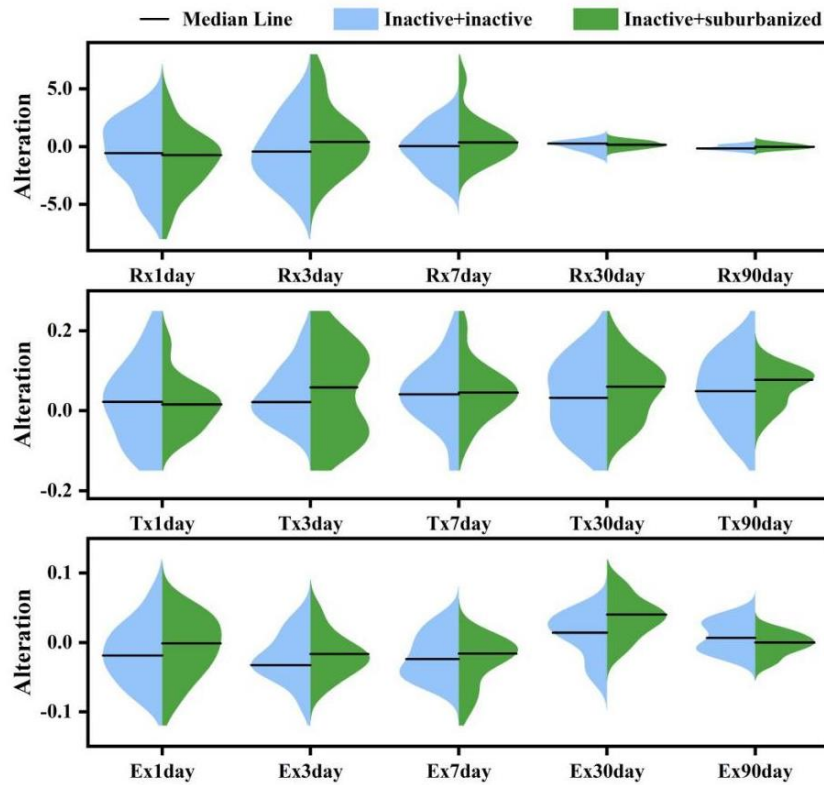 Median Line Inactive+inactive Inactive+suburbanized
Alteration
5.0
0.0
-5.0
Rx1day Rx3day Rx7day Rx30day Rx90day
Alteration
0.2
0.0
-0.2
Tx1day Tx3day Tx7day Tx30day Tx90day
Alteration
0.1
0.0
-0.1
Ex1day Ex3day Ex7day Ex30day Ex90day